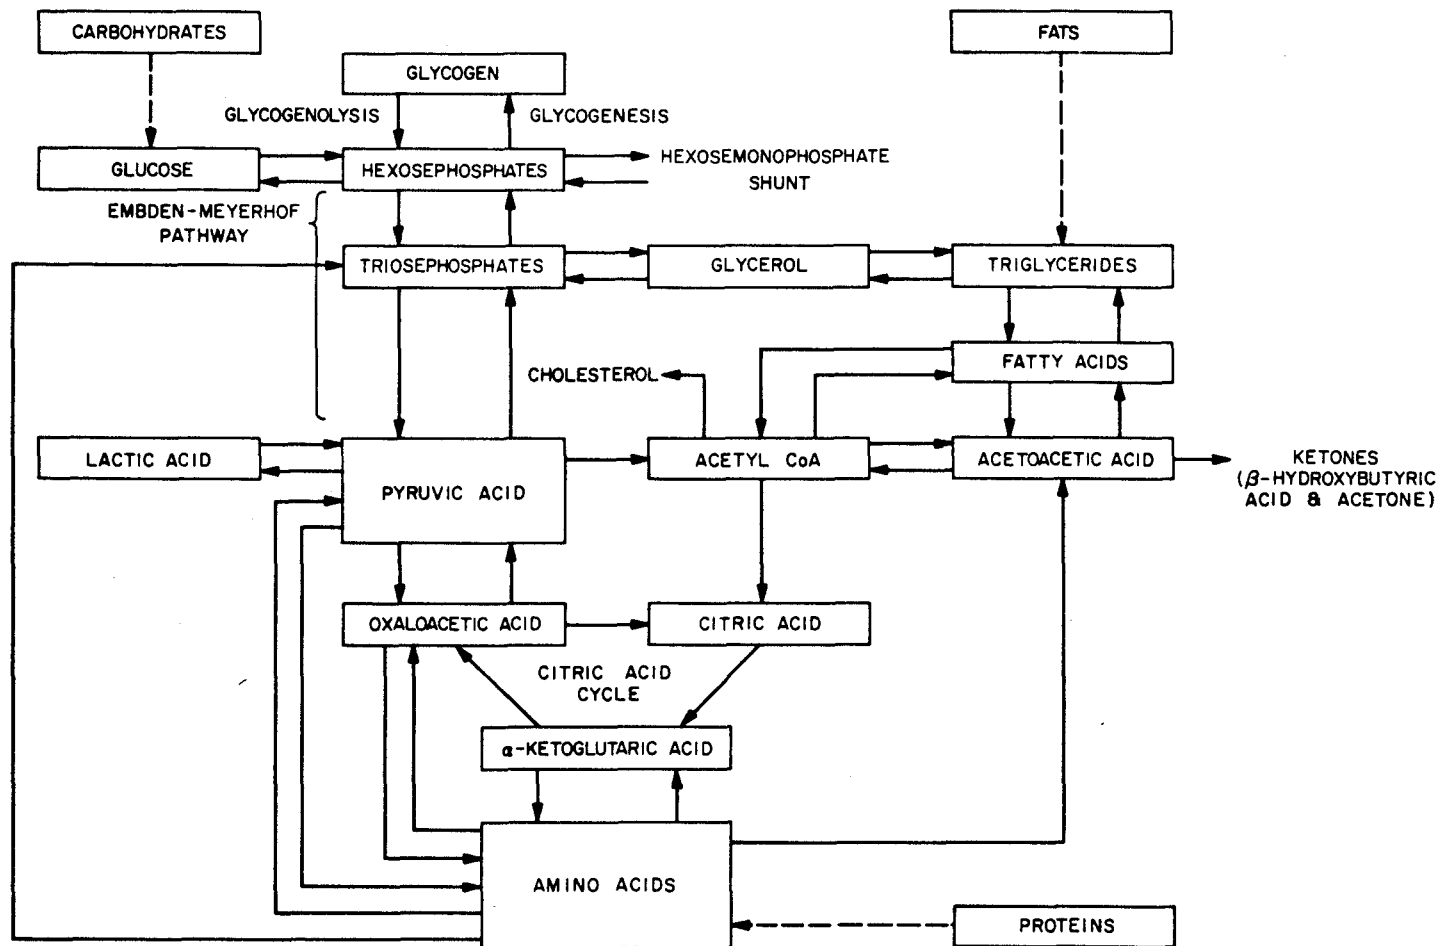 CARBOHYDRATES
FATS
GLYCOGEN
GLYCOGENOLYSIS
GLYCOGENESIS
GLUCOSE
HEXOSEPHOSPHATES
HEXOSEMONOPHOSPHATE
SHUNT
EMBDEN-MEYERHOF
PATHWAY
TRIOSEPHOSPHATES
GLYCEROL
TRIGLYCERIDES
FATTY ACIDS
CHOLESTEROL
LACTIC ACID
PYRUVIC ACID
ACETYL CoA
ACETOACETIC ACID
KETONES
(β-HYDROXYBUTYRIC
ACID & ACETONE)
OXALOACETIC ACID
CITRIC ACID
CITRIC ACID
CYCLE
α-KETOGLUTARIC ACID
AMINO ACIDS
PROTEINS